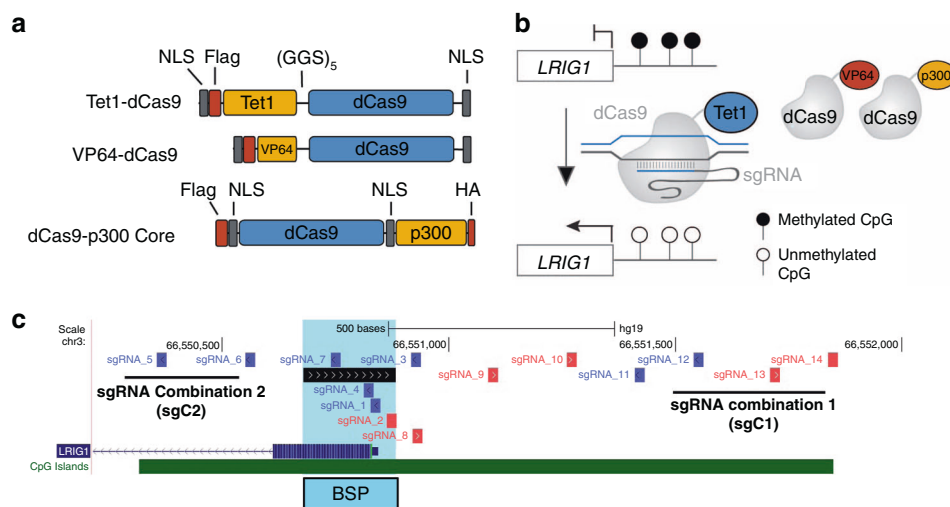 a
NLS Flag (GGS)5 NLS
Tet1-dCas9 Tet1 dCas9
VP64-dCas9 VP64 dCas9
Flag NLS NLS HA
dCas9-p300 Core dCas9 p300
b
LRIG1
dCas9 Tet1
sgRNA
VP64 dCas9
p300 dCas9
LRIG1
Methylated CpG
Unmethylated
CpG
c
Scale 500 bases hg19
chr3: 66,550,500 66,551,000 66,551,500 66,552,000
sgRNA_5 sgRNA_6 sgRNA_7 sgRNA_3 sgRNA_10 sgRNA_12 sgRNA_14
sgRNA_9 sgRNA_11 sgRNA_13
sgRNA Combination 2
(sgC2)
sgRNA_4
sgRNA_1
sgRNA_2
sgRNA_8
sgRNA combination 1
(sgC1)
LRIG1
CpG Islands
BSP